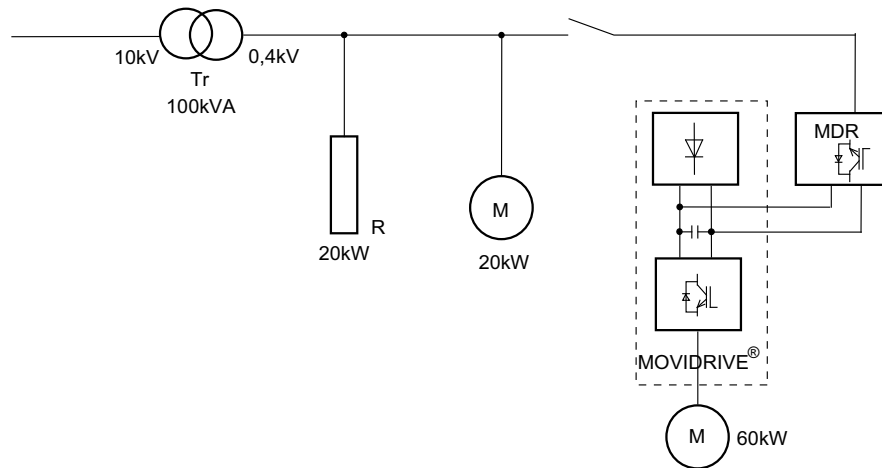 10kV
0,4kV
Tr
100kVA
MDR
R
20kW
M
20kW
MOVIDRIVE®
M
60kW